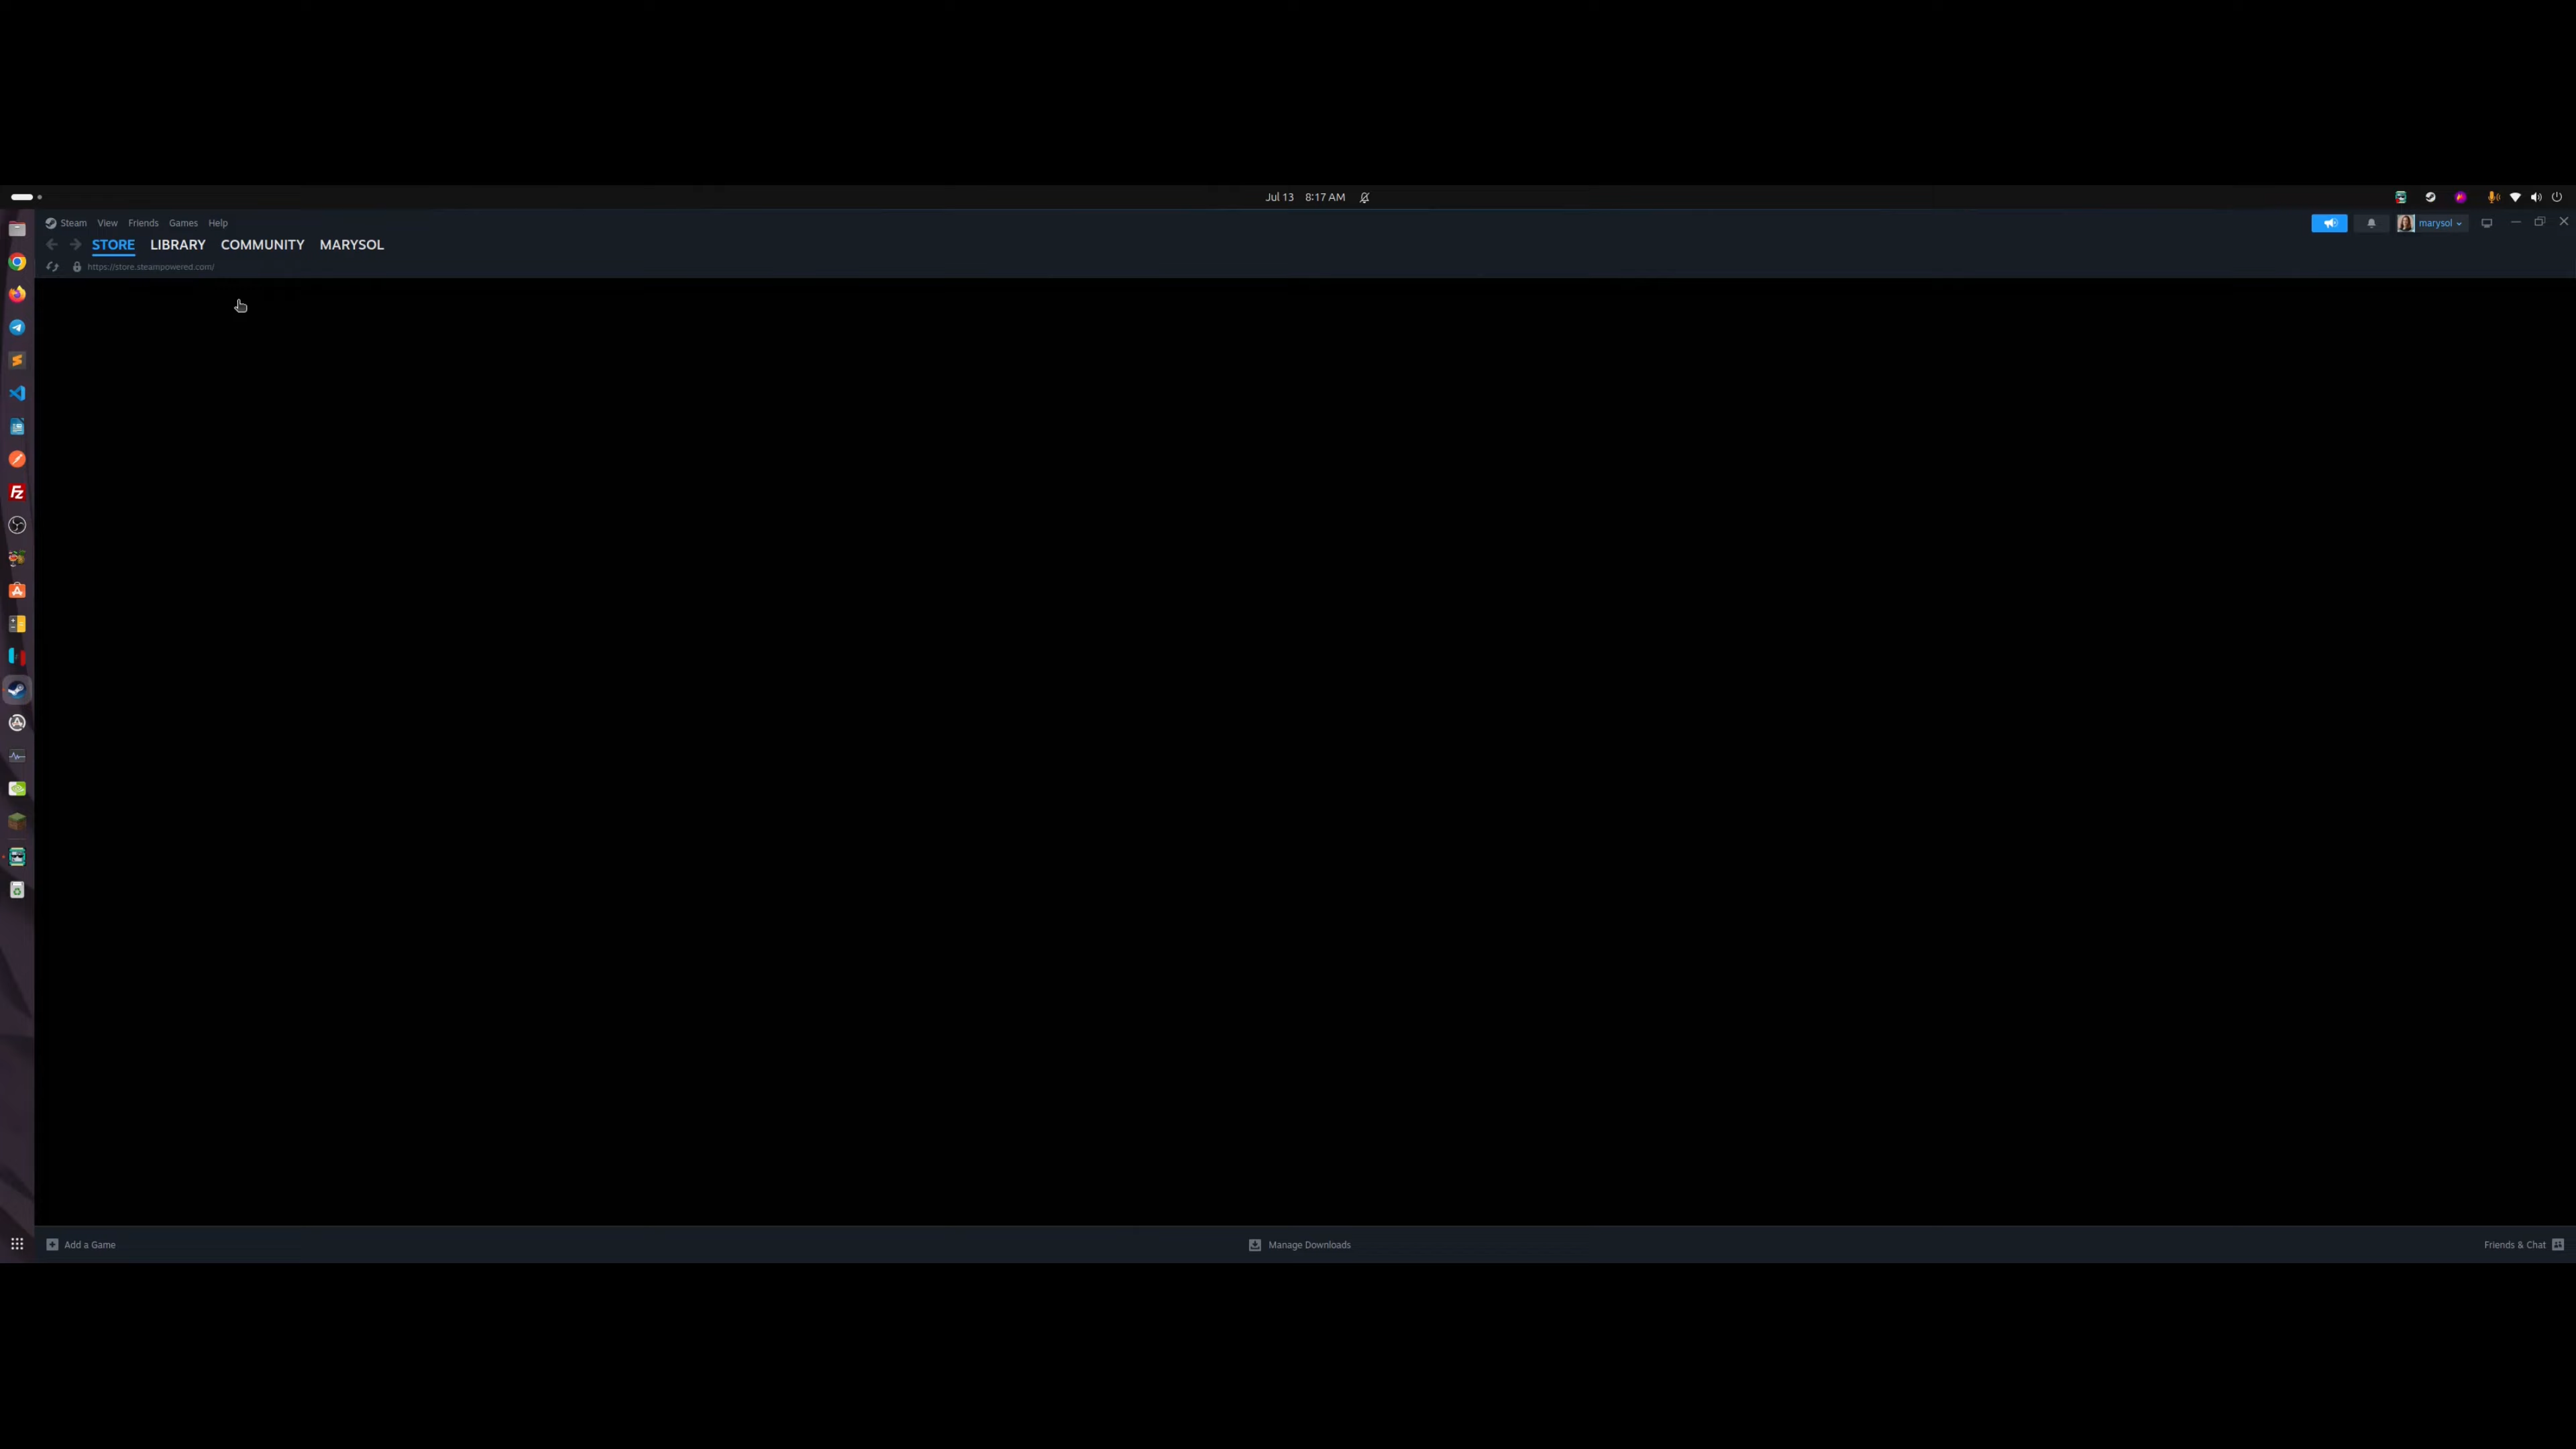 Jul 13 8:17 AM
Steam View Friends Games Help
marysol
STORE LIBRARY COMMUNITY MARYSOL
https://store.steampowered.com/
Add a Game
Manage Downloads
Friends & Chat